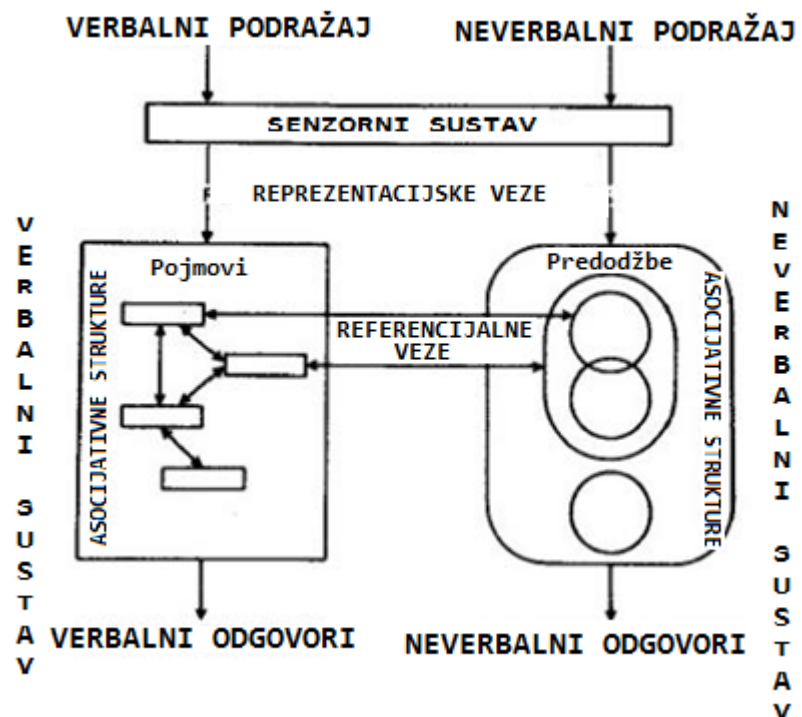 VERBALNI PODRAŽAJ
NEVERBALNI PODRAŽAJ
SENZORNI SUSTAV
REPREZENTACIJSKE VEZE
VERBALNI SUSTAV
ASOCIJATIVNE STRUKTURE
Pojmovi
REFERENCIJALNE
VEZE
Predodžbe
ASOCIJATIVNE STRUKTURE
NEVERBALNI SUSTAV
VERBALNI ODGOVORI
NEVERBALNI ODGOVORI